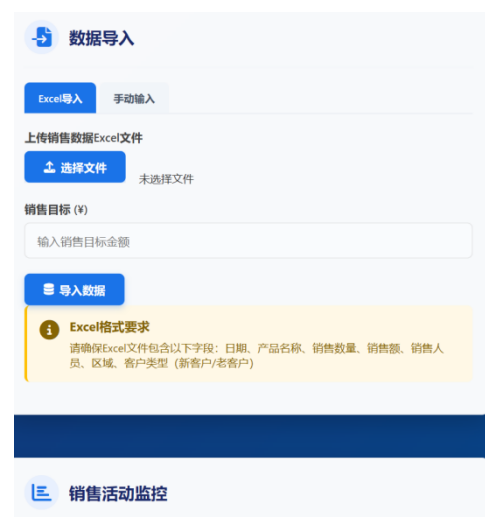 数据导入
Excel导入 手动输入
上传销售数据Excel文件
选择文件 未选择文件
销售目标 (¥)
输入销售目标金额
导入数据
Excel格式要求
请确保Excel文件包含以下字段：日期、产品名称、销售数量、销售额、销售人
员、区域、客户类型（新客户/老客户）
销售活动监控